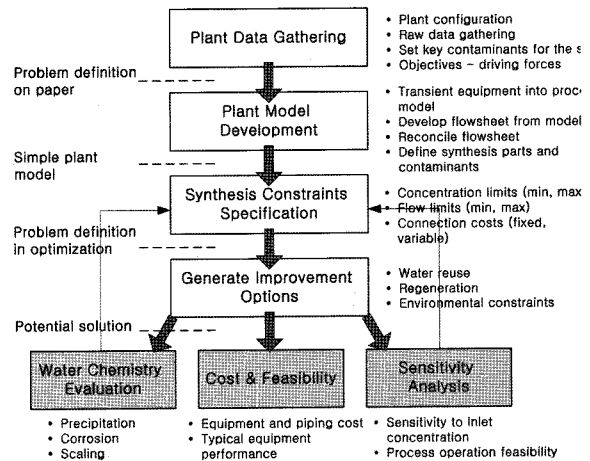 Plant Data Gathering
• Plant configuration
• Raw data gathering
• Set key contaminants for the
• Objectives – driving forces
Problem definition
on paper
Plant Model
Development
• Transient equipment into
model
• Develop flowsheet from model
• Reconcile flowsheet
• Define synthesis parts and
contaminants
Simple plant
model
Synthesis Constraints
Specification
• Concentration limits (min, max
• Flow limits (min, max)
• Connection costs (fixed,
variable)
Problem definition
in optimization
Generate Improvement
Options
• Water reuse
• Regeneration
• Environmental constraints
Potential solution
Water Chemistry
Evaluation
Cost & Feasibility
Sensitivity
Analysis
• Precipitation
• Corrosion
• Scaling
• Equipment and piping cost
• Typical equipment
performance
• Sensitivity to inlet
concentration
• Process operation feasibility